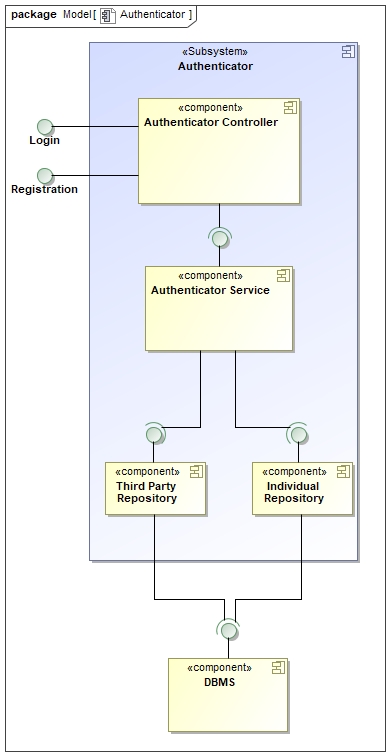 package Model[ Authenticator ]
«Subsystem»
Authenticator
«component»
Authenticator Controller
Login
Registration
«component»
Authenticator Service
«component»
Third Party
Repository
«component»
Individual
Repository
«component»
DBMS